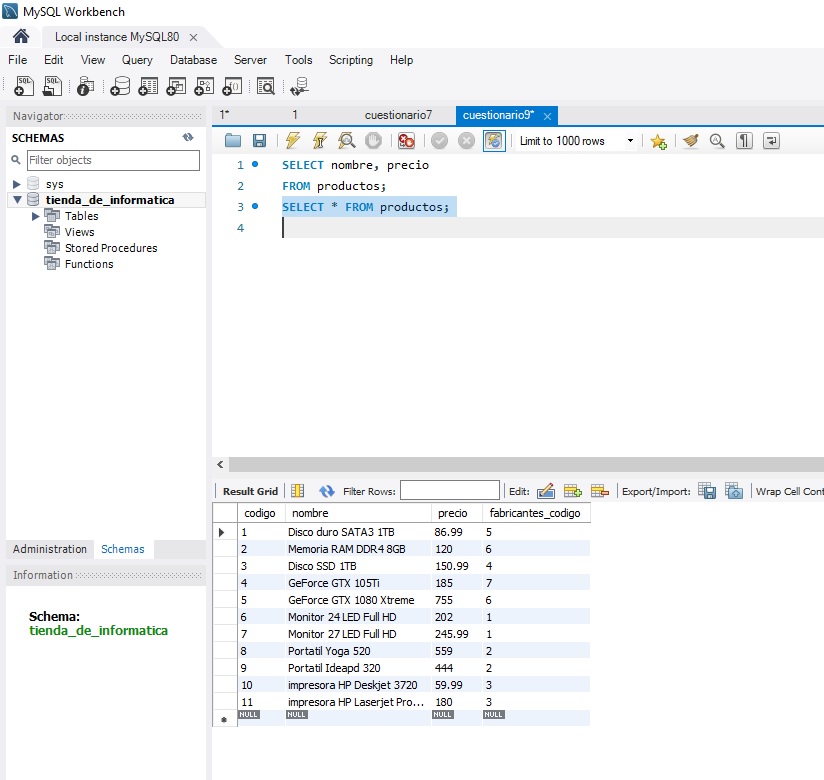 MySQL Workbench
Local instance MySQL80
File Edit View Query Database Server Tools Scripting Help
Navigator
SCHEMAS
Filter objects
sys
tienda_de_informatica
Tables
Views
Stored Procedures
Functions
Administration Schemas
Information
Schema:
tienda_de_informatica
1* 1 cuestionario7 cuestionario9*
Limit to 1000 rows
1 SELECT nombre, precio
2 FROM productos;
3 SELECT * FROM productos;
4
Result Grid Filter Rows: Edit: Export/Import: Wrap Cell Cont
codigo nombre precio fabricantes_codigo
1 Disco duro SATA3 1TB 86.99 5
2 Memoria RAM DDR4 8GB 120 6
3 Disco SSD 1TB 150.99 4
4 GeForce GTX 105Ti 185 7
5 GeForce GTX 1080 Xtreme 755 6
6 Monitor 24 LED Full HD 202 1
7 Monitor 27 LED Full HD 245.99 1
8 Portatil Yoga 520 559 2
9 Portatil Ideapd 320 444 2
10 impresora HP Deskjet 3720 59.99 3
11 impresora HP Laserjet Pro... 180 3
NULL NULL NULL NULL